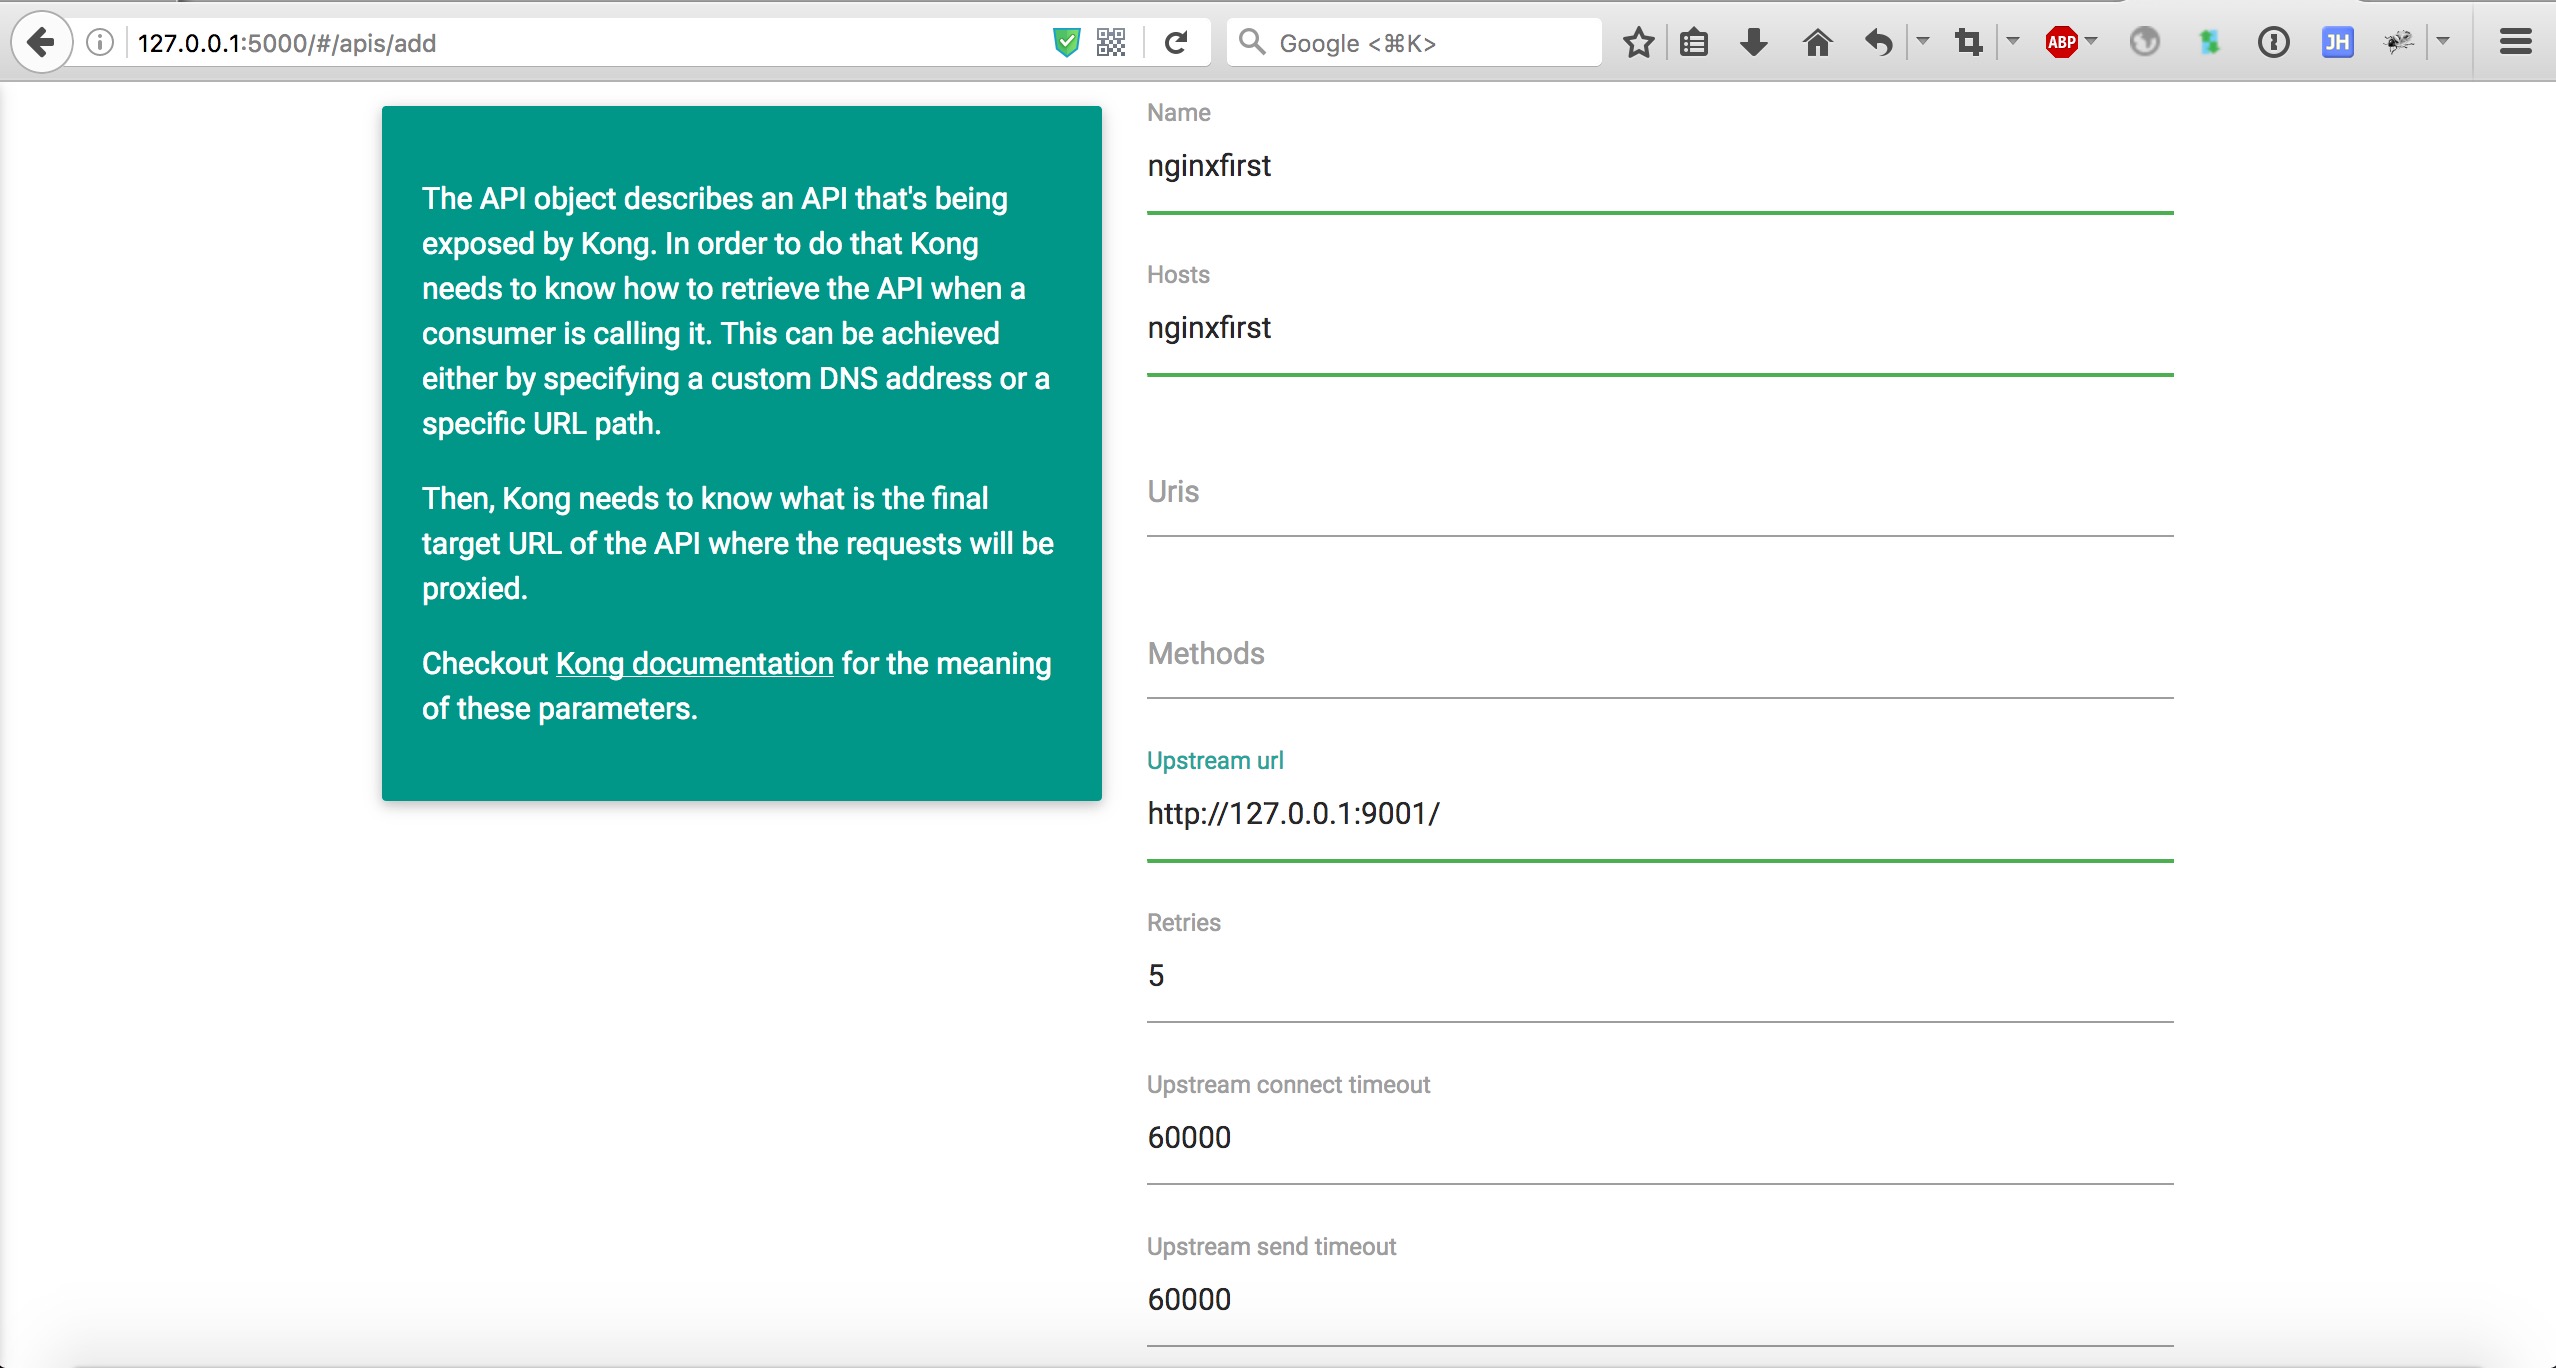 127.0.0.1:5000/#/apis/add
Google <⌘K>
ABP
JH
The API object describes an API that's being
exposed by Kong. In order to do that Kong
needs to know how to retrieve the API when a
consumer is calling it. This can be achieved
either by specifying a custom DNS address or a
specific URL path.
Then, Kong needs to know what is the final
target URL of the API where the requests will be
proxied.
Checkout Kong documentation for the meaning
of these parameters.
Name
nginxfirst
Hosts
nginxfirst
Uris
Methods
Upstream url
http://127.0.0.1:9001/
Retries
5
Upstream connect timeout
60000
Upstream send timeout
60000